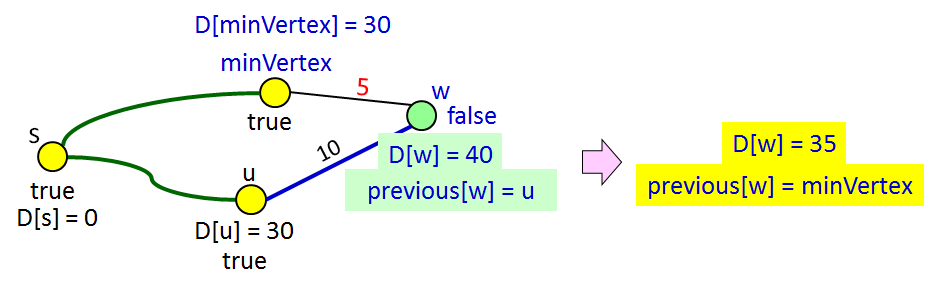 D[minVertex] = 30
minVertex
5
w
true
false
s
10
D[w] = 40
D[w] = 35
u
previous[w] = u
previous[w] = minVertex
true
D[s] = 0
D[u] = 30
true